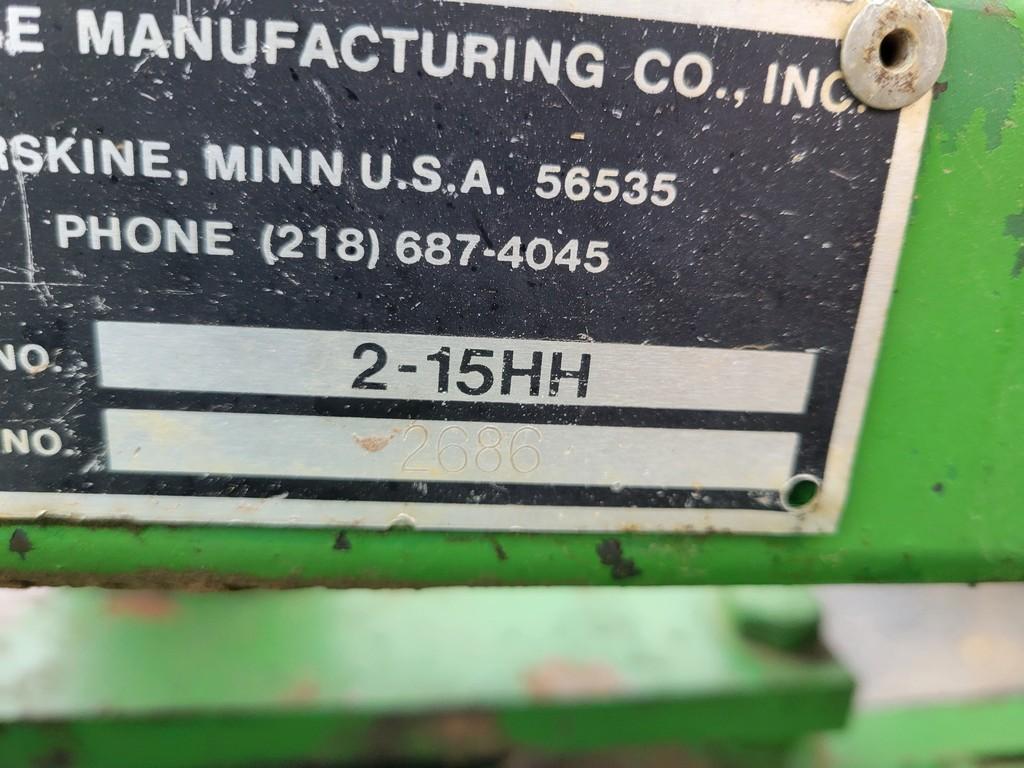 E MANUFACTURING CO., INC.
RSKINE, MINN U.S.A. 56535
PHONE (218) 687-4045
NO. 2-15HH
NO. 2686